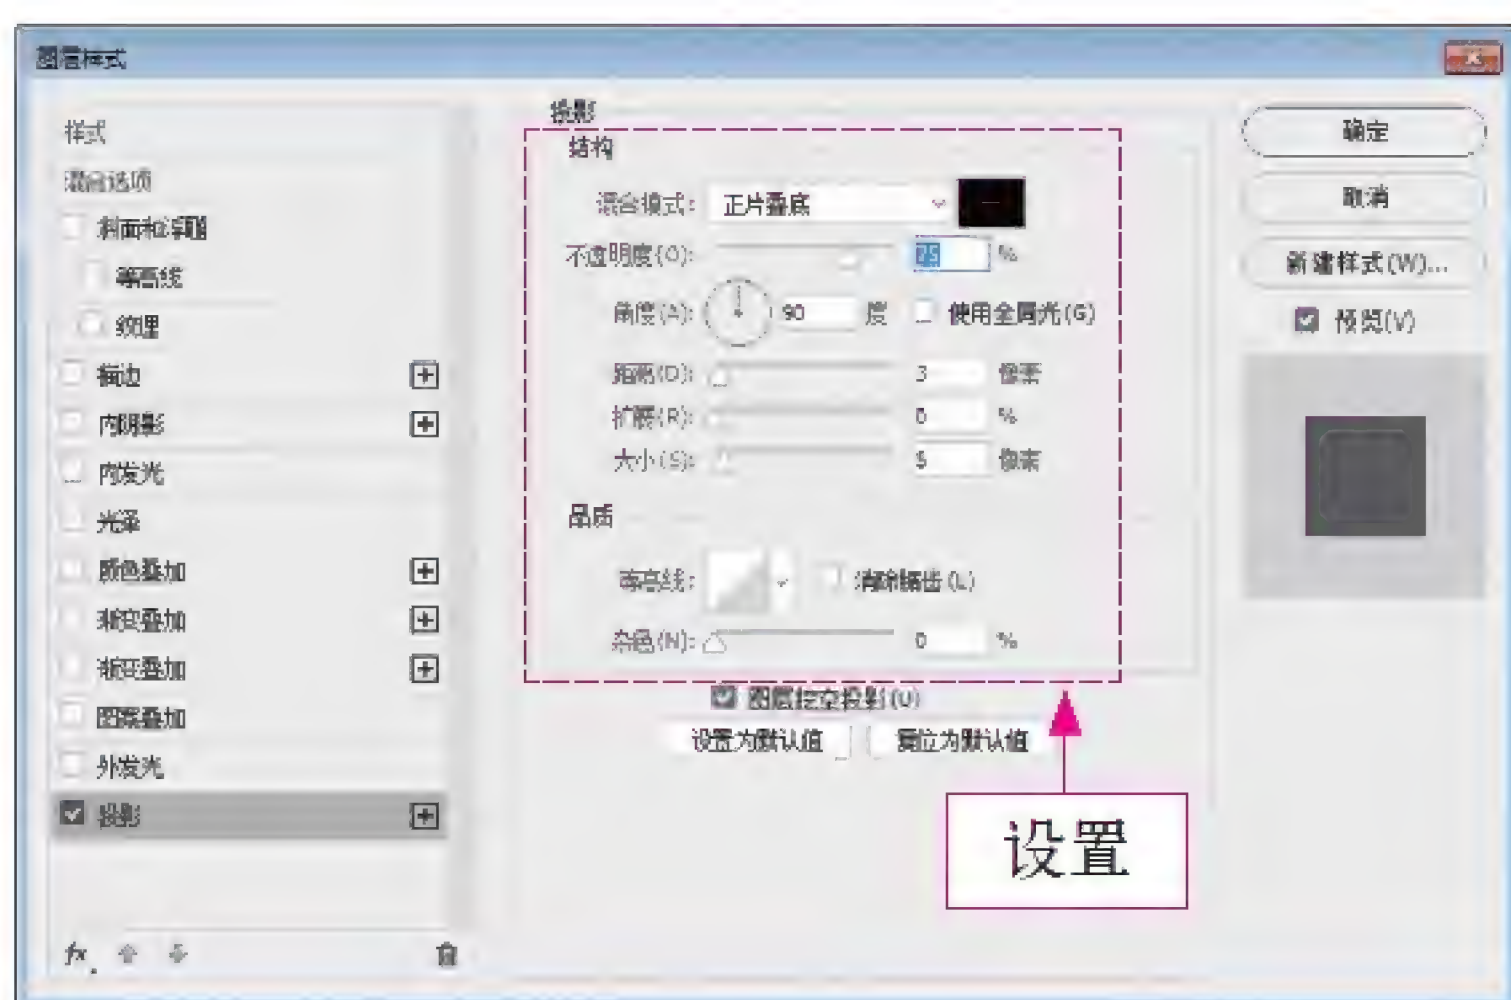 图层样式
样式
混合选项
斜面和浮雕
等高线
纹理
描边
内阴影
内发光
光泽
颜色叠加
渐变叠加
渐变叠加
图案叠加
外发光
投影
fx
投影
结构
混合模式: 正片叠底
不透明度(O): 75 %
角度(A): 90 度 使用全局光(G)
距离(D): 3 像素
扩展(R): 0 %
大小(S): 5 像素
品质
等高线: 消除锯齿(L)
杂色(N): 0 %
图层挖空投影(U)
设置为默认值 复位为默认值
设置
确定
取消
新建样式(W)...
预览(V)